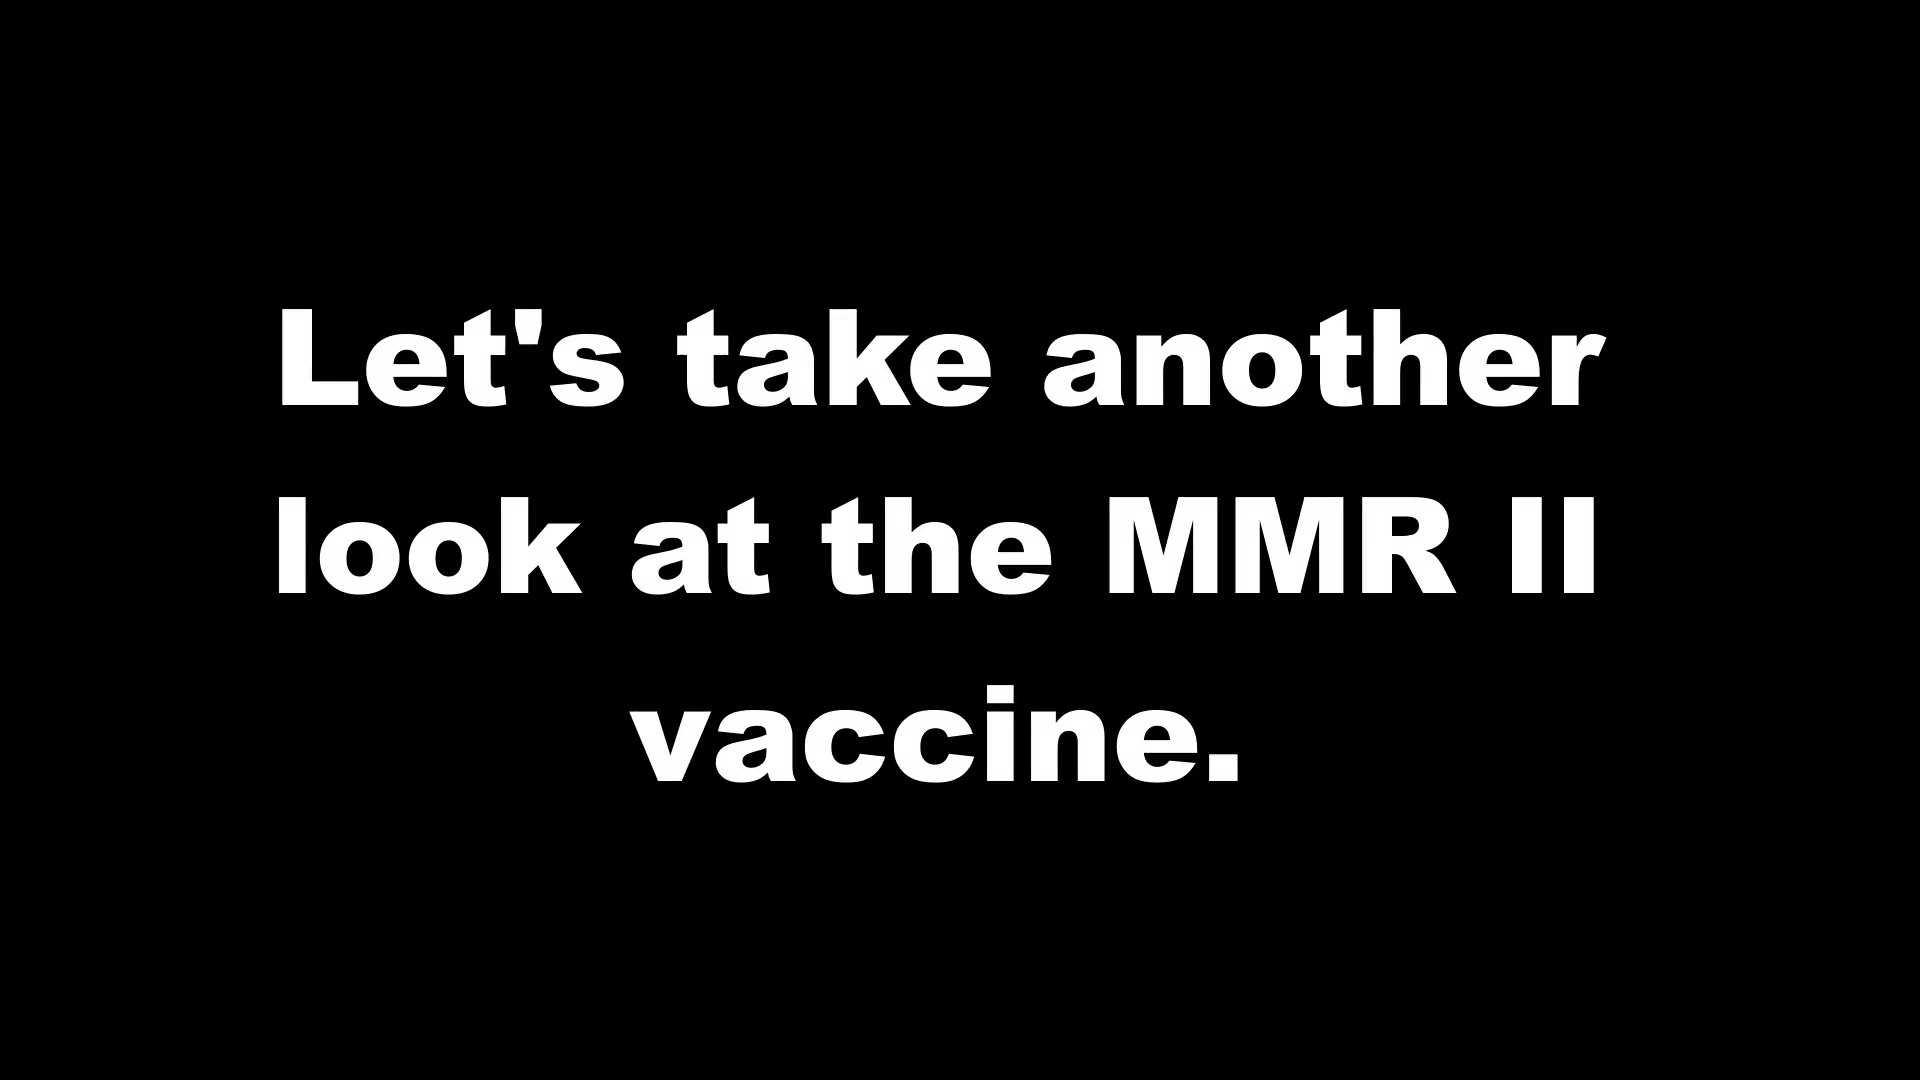 Let's take another
look at the MMR II
vaccine.